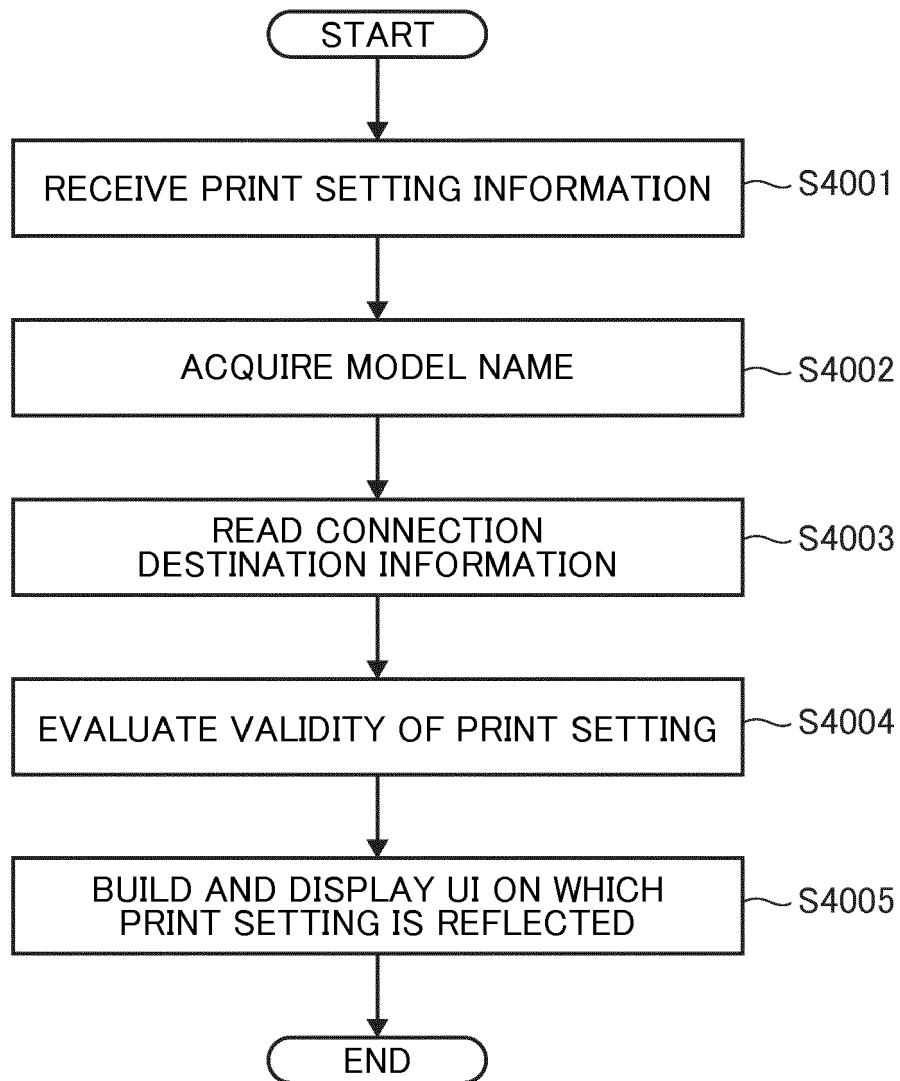 START
RECEIVE PRINT SETTING INFORMATION
S4001
ACQUIRE MODEL NAME
S4002
READ CONNECTION
DESTINATION INFORMATION
S4003
EVALUATE VALIDITY OF PRINT SETTING
S4004
BUILD AND DISPLAY UI ON WHICH
PRINT SETTING IS REFLECTED
S4005
END